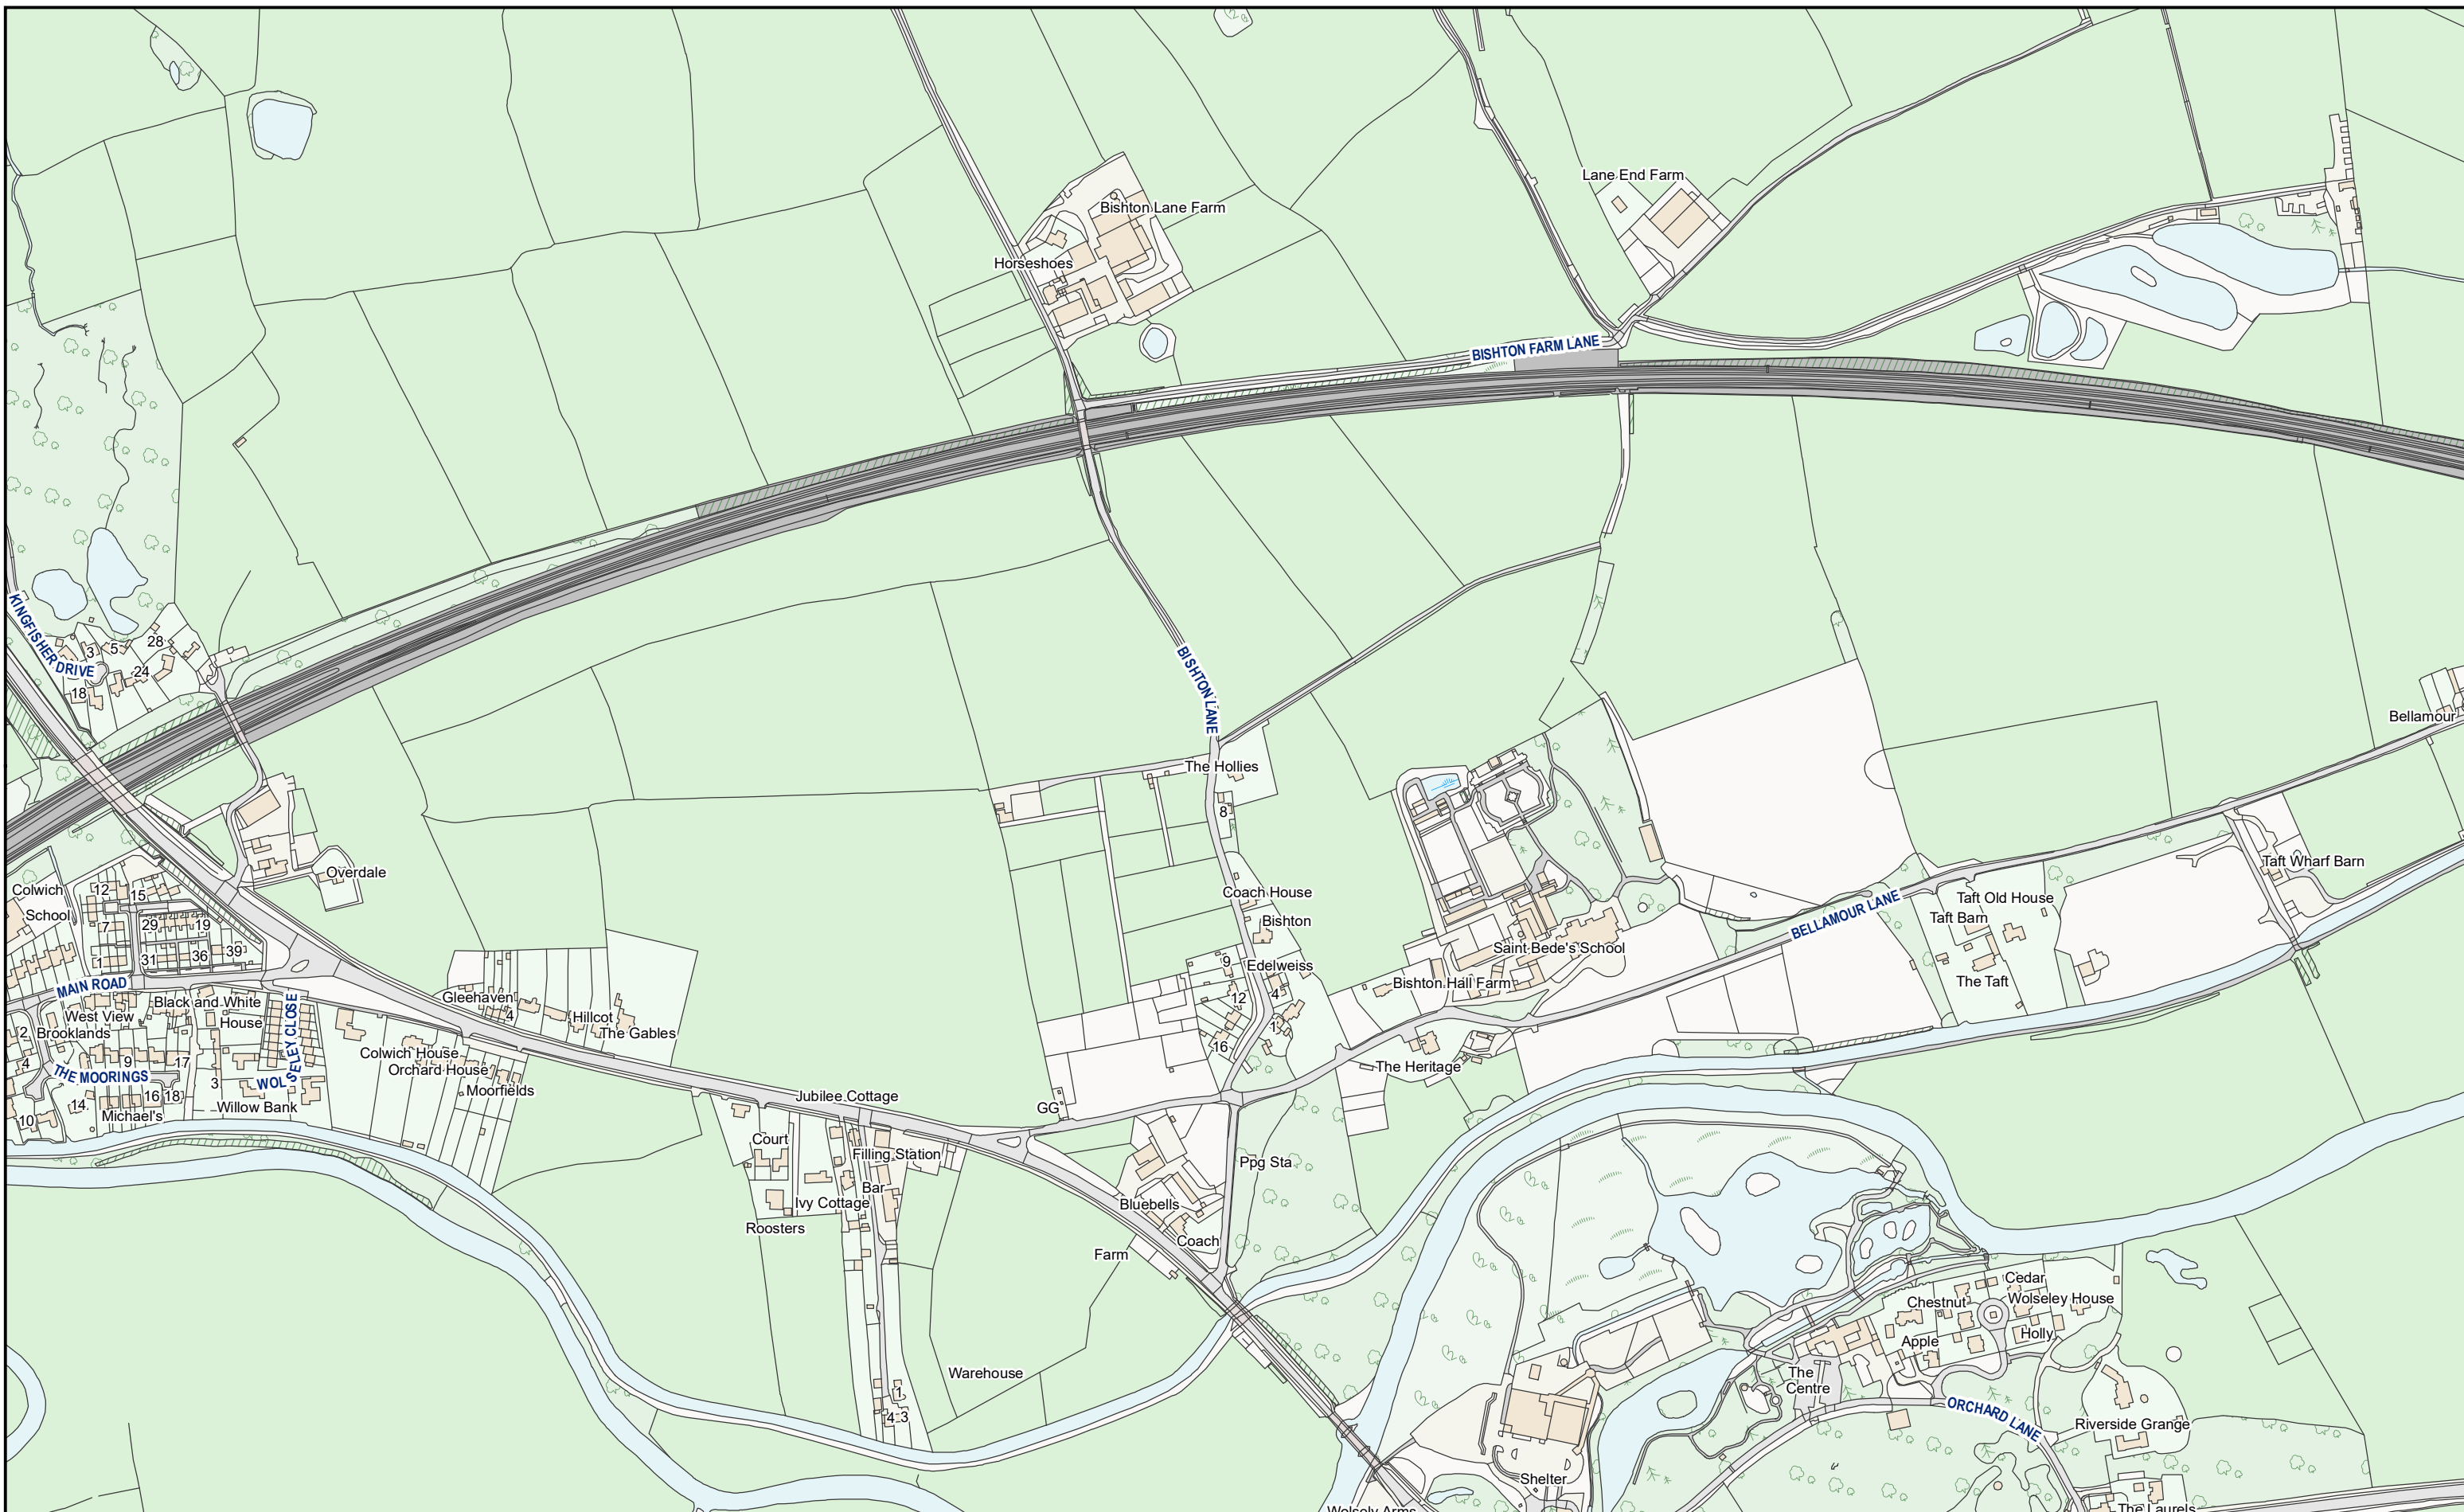 Lane End Farm
Bishton Lane Farm
Horseshoes
BISHTON FARM LANE
KINGFISHER DRIVE
3
5
28
24
18
BISHTON LANE
Bellamour
The Hollies
8
Overdale
Colwich
School
12
15
7
29
19
1
31
36
39
Coach House
Bishton
9
Edelweiss
4
12
1
16
Saint Bede's School
Bishton Hall Farm
BELLAMOUR LANE
Taft Wharf Barn
Taft Old House
Taft Barn
The Taft
The Heritage
MAIN ROAD
Black and White
House
West View
2
Brooklands
WOLSELEY CLOSE
4
9
17
THE MOORINGS
3
16
18
14
Michael's
10
Willow Bank
Gleehaven
4
Hillcot
The Gables
Colwich House
Orchard House
Moorfields
Jubilee Cottage
GG
Court
Filling Station
Bar
Ivy Cottage
Roosters
Ppg Sta
Bluebells
Coach
Farm
Warehouse
1
4
3
Cedar
Chestnut
Wolseley House
Apple
Holly
The
Centre
ORCHARD LANE
Riverside Grange
Shelter
Wolsely Arms
The Laurels